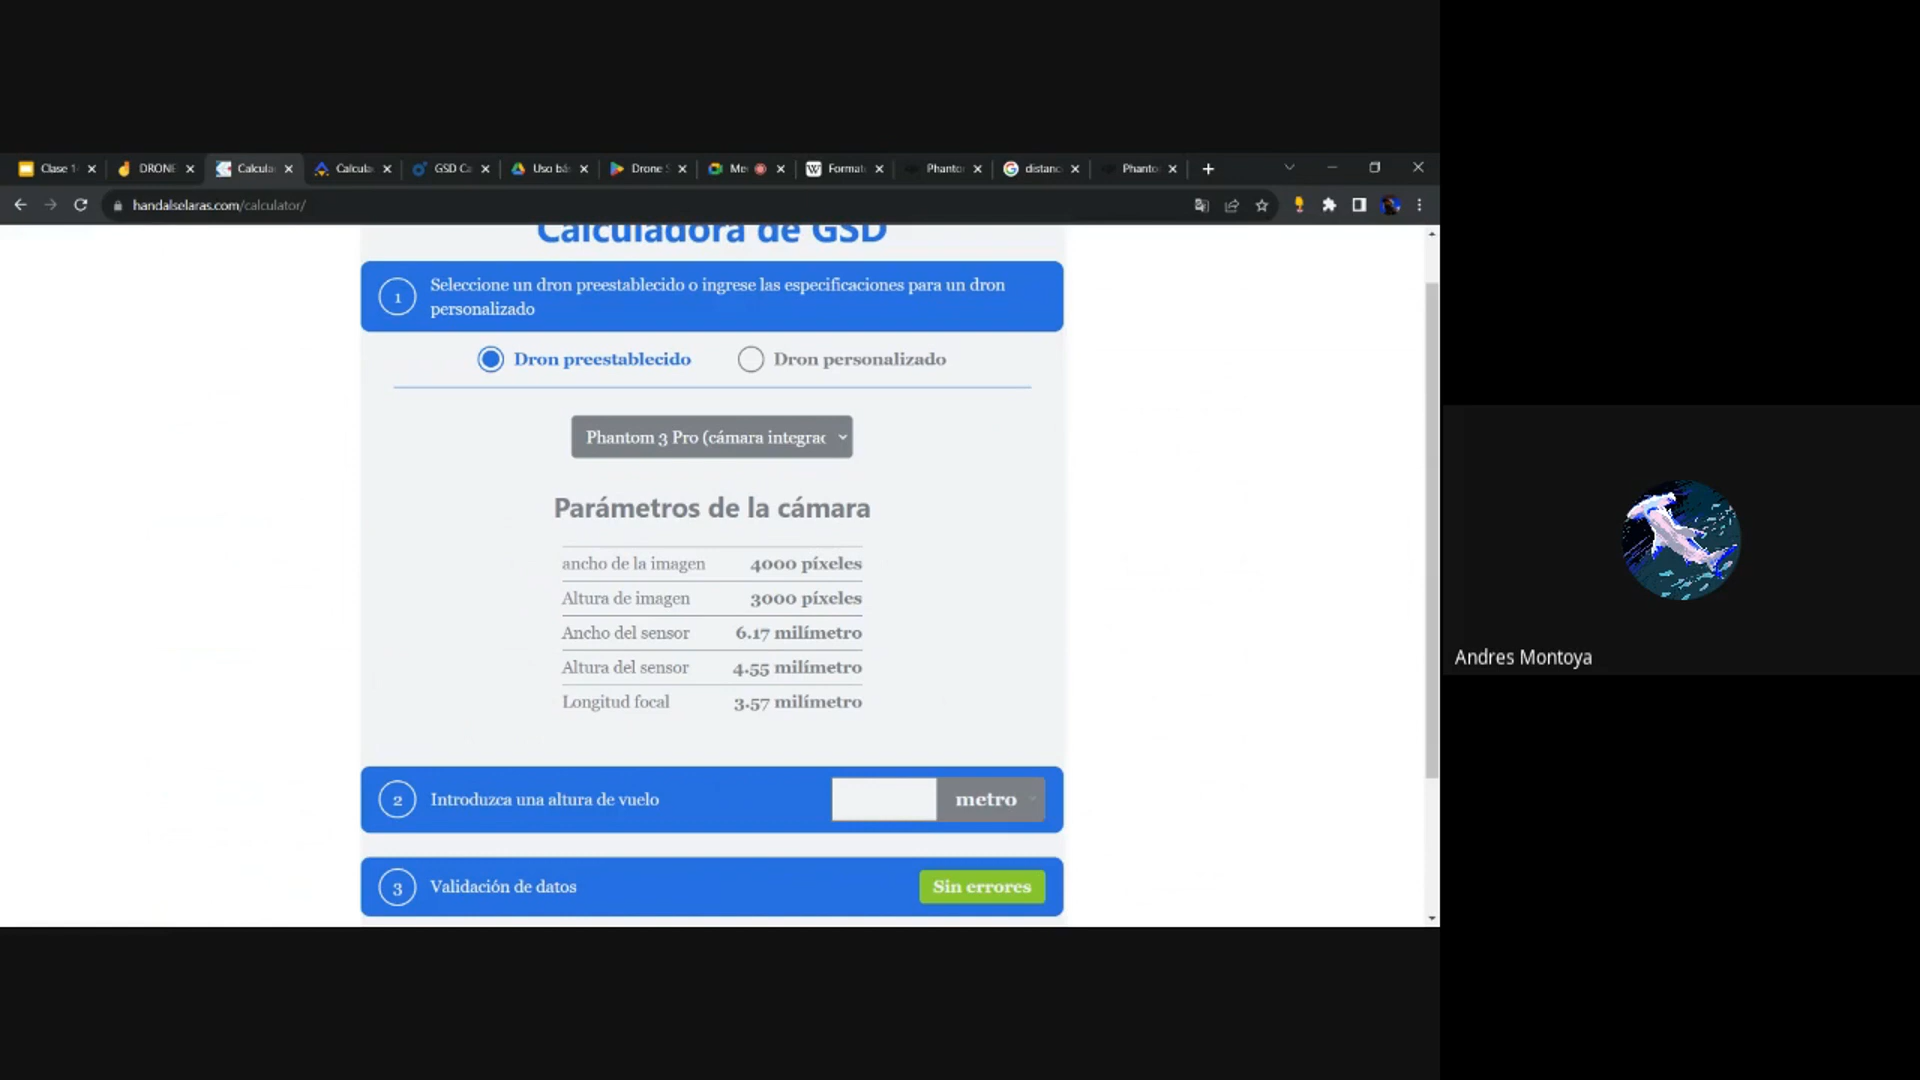 Clase 1
DRONE
Calcula
Calcula
GSD Ca
Uso bá
Drone S
Me
Format
Phanto
distanc
Phanto
handalselaras.com/calculator/
Calculadora de GSD
1
Seleccione un dron preestablecido o ingrese las especificaciones para un dron
personalizado
Dron preestablecido
Dron personalizado
Phantom 3 Pro (cámara integrad
Parámetros de la cámara
ancho de la imagen 4000 píxeles
Altura de imagen 3000 píxeles
Ancho del sensor 6.17 milímetro
Altura del sensor 4.55 milímetro
Longitud focal 3.57 milímetro
2 Introduzca una altura de vuelo metro
3 Validación de datos Sin errores
Andres Montoya